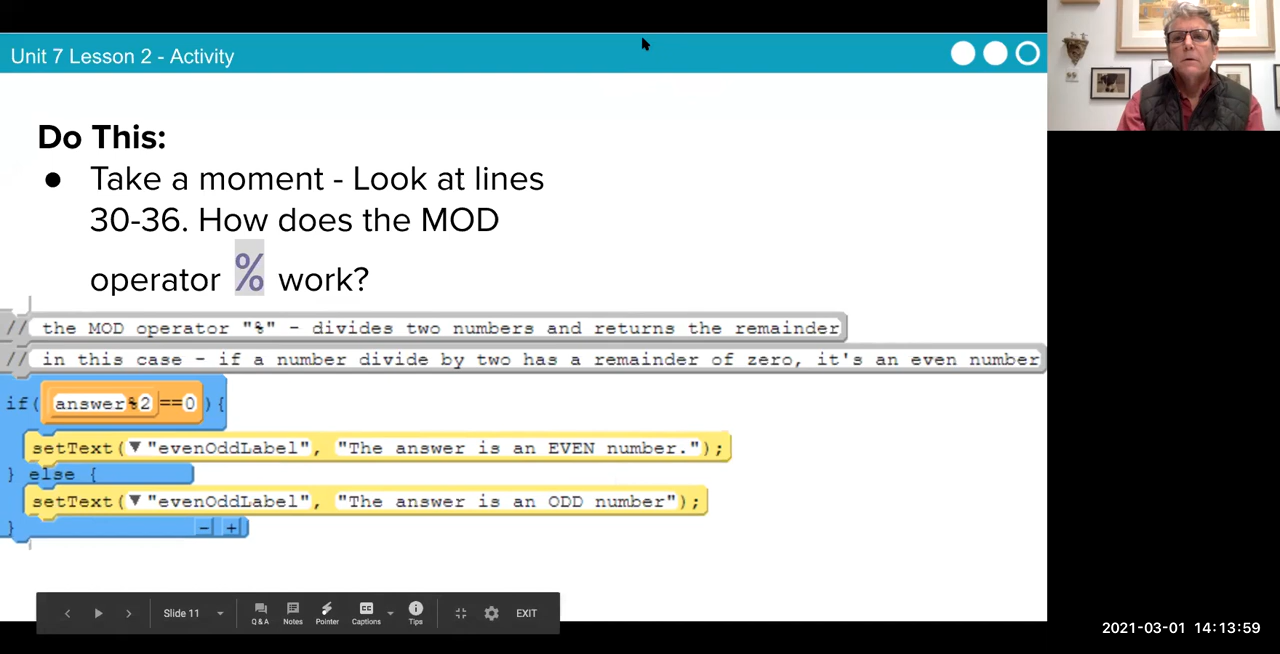 Unit 7 Lesson 2 - Activity
Do This:
● Take a moment - Look at lines
30-36. How does the MOD
operator % work?
// the MOD operator "%" - divides two numbers and returns the remainder
// in this case - if a number divide by two has a remainder of zero, it's an even number
if( answer%2 ==0 ){
setText(▼"evenOddLabel", "The answer is an EVEN number.");
} else {
setText(▼"evenOddLabel", "The answer is an ODD number");
} - +
Slide 11 Q & A Notes Pointer Captions Tips EXIT
2021-03-01 14:13:59